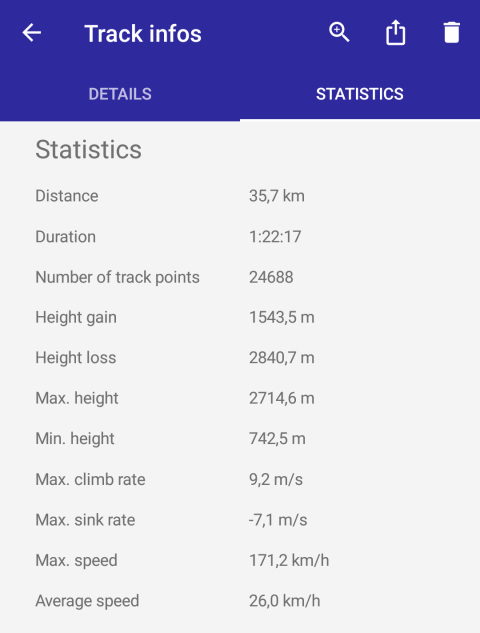 Track infos
DETAILS STATISTICS
Statistics
Distance 35,7 km
Duration 1:22:17
Number of track points 24688
Height gain 1543,5 m
Height loss 2840,7 m
Max. height 2714,6 m
Min. height 742,5 m
Max. climb rate 9,2 m/s
Max. sink rate -7,1 m/s
Max. speed 171,2 km/h
Average speed 26,0 km/h